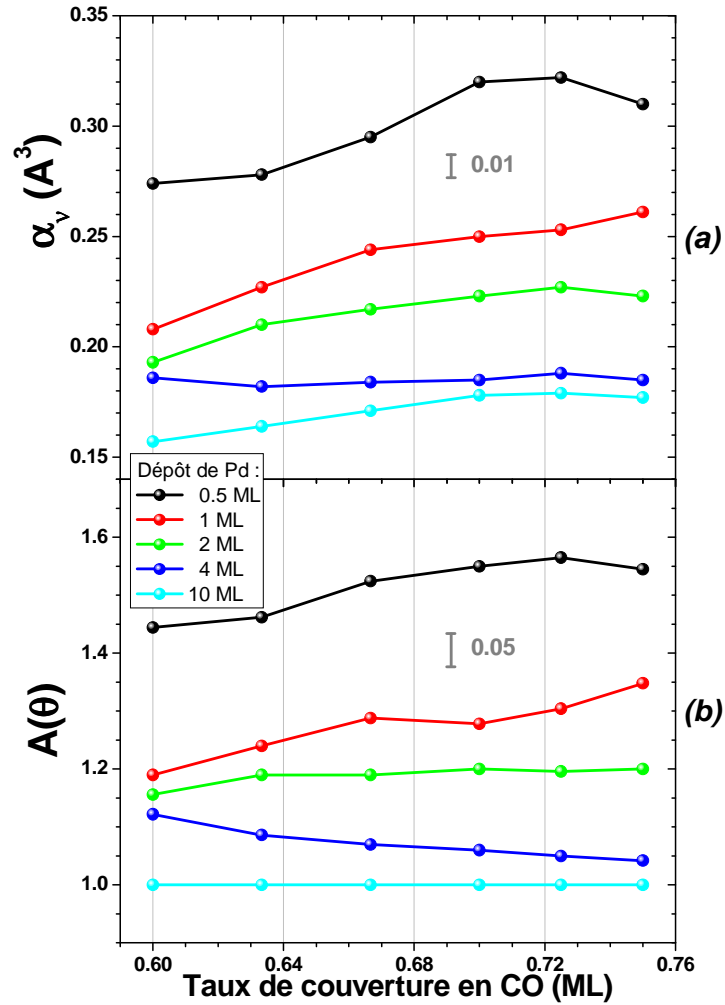 0.35
0.30
0.25
0.20
0.15
αν (A3)
0.01
(a)
Dépôt de Pd :
0.5 ML
1 ML
2 ML
4 ML
10 ML
1.6
1.4
1.2
1.0
A(θ)
0.05
(b)
0.60 0.64 0.68 0.72 0.76
Taux de couverture en CO (ML)